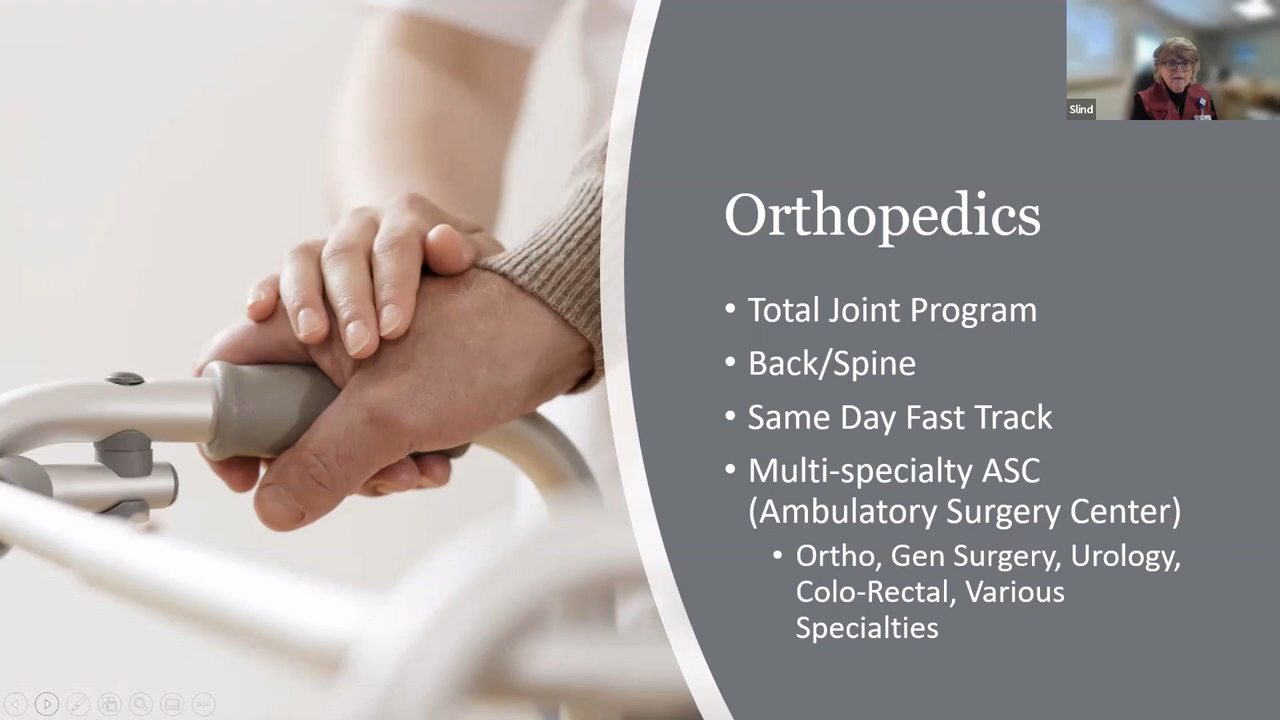 Slind
Orthopedics
• Total Joint Program
• Back/Spine
• Same Day Fast Track
• Multi-specialty ASC
(Ambulatory Surgery Center)
• Ortho, Gen Surgery, Urology,
Colo-Rectal, Various
Specialties